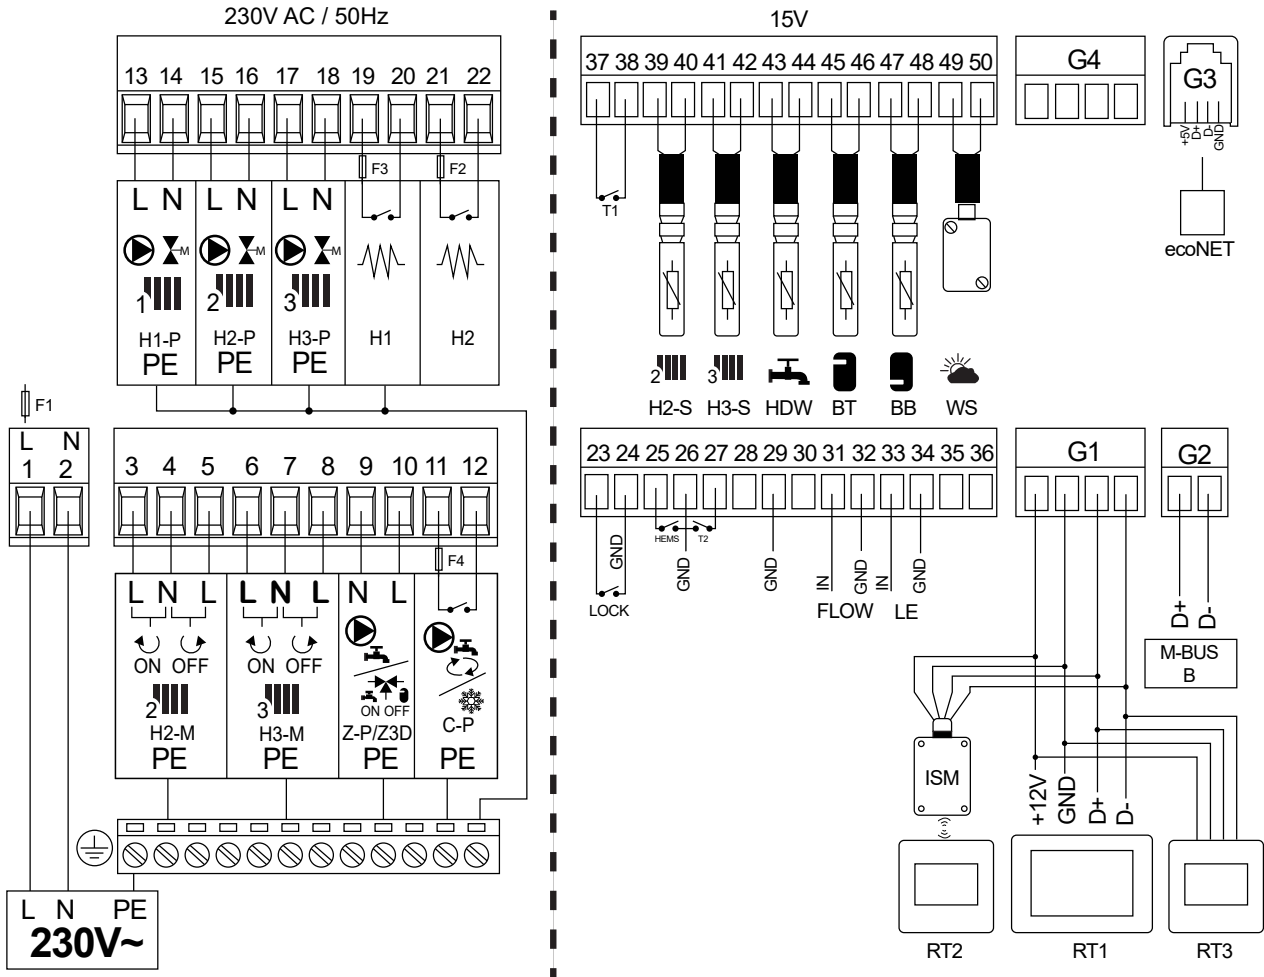 230V AC / 50Hz
15V
13 14 15 16 17 18 19 20 21 22
37 38 39 40 41 42 43 44 45 46 47 48 49 50
G4
G3
+5V
D+
D-
GND
F3
F2
L N L N L N
T1
ecoNET
M M M
1 2 3
H1-P H2-P H3-P H1 H2
PE PE PE
2 3
H2-S H3-S HDW BT BB WS
F1
L N
1 2
3 4 5 6 7 8 9 10 11 12
23 24 25 26 27 28 29 30 31 32 33 34 35 36
G1
G2
F4
HEMS T2
GND
GND
GND
IN
GND
IN
GND
L N L L N L N L
LOCK
FLOW LE
D+
D-
ON OFF ON OFF
M-BUS
B
2 3
ON OFF
H2-M H3-M Z-P/Z3D C-P
PE PE PE PE
ISM
+12V
GND
D+
D-
L N PE
230V~
RT2 RT1 RT3